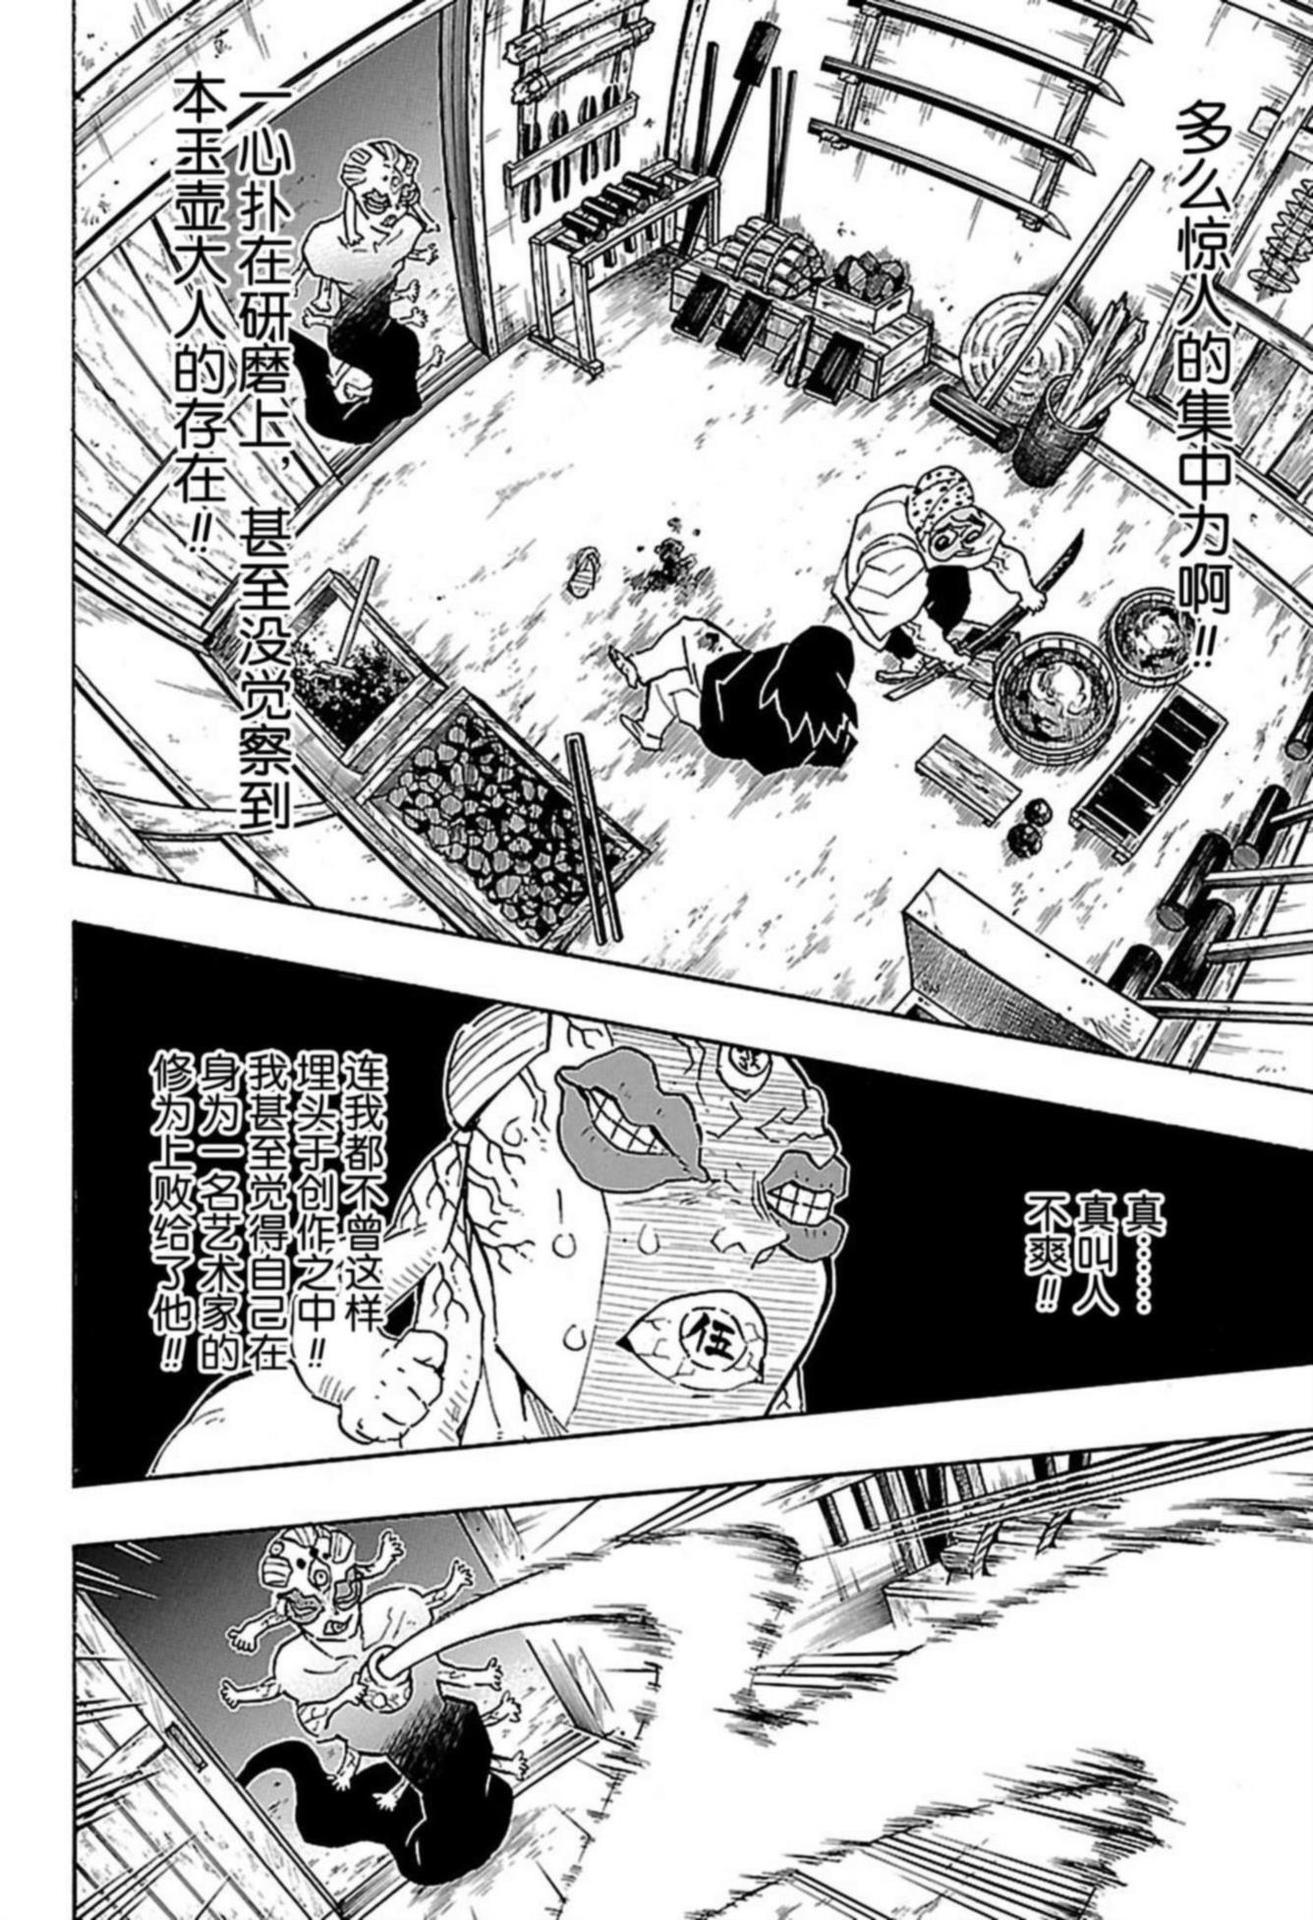 多么惊人的集中力啊!!
一心扑在研磨上，甚至没觉察到
本玉壶大人的存在!!
真……
真叫人
不爽!!
伍
连我都不曾这样
埋头于创作之中!!
我甚至觉得自己在
身为一名艺术家的
修为上败给了他!!